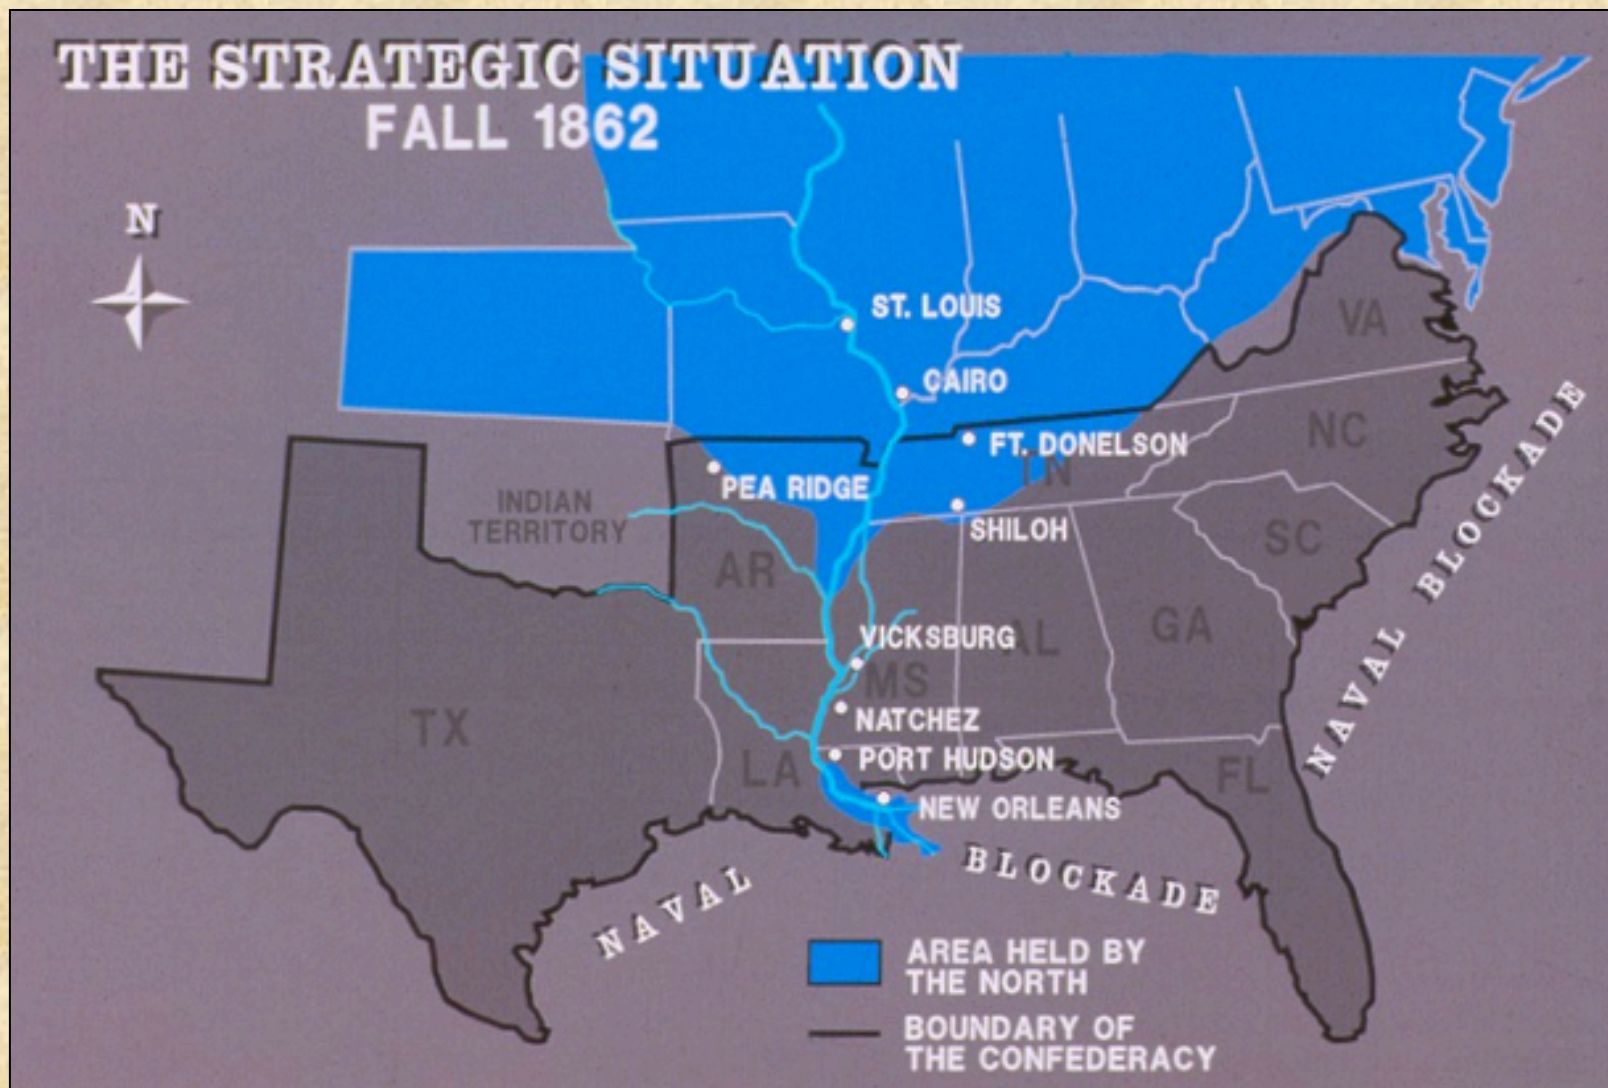 THE STRATEGIC SITUATION
FALL 1862
N
ST. LOUIS
CAIRO
VA
NC
FT. DONELSON
TN
PEA RIDGE
INDIAN
TERRITORY
SHILOH
SC
AR
GA
VICKSBURG
AL
MS
NATCHEZ
TX
PORT HUDSON
LA
FL
NEW ORLEANS
NAVAL BLOCKADE
NAVAL BLOCKADE
AREA HELD BY
THE NORTH
BOUNDARY OF
THE CONFEDERACY